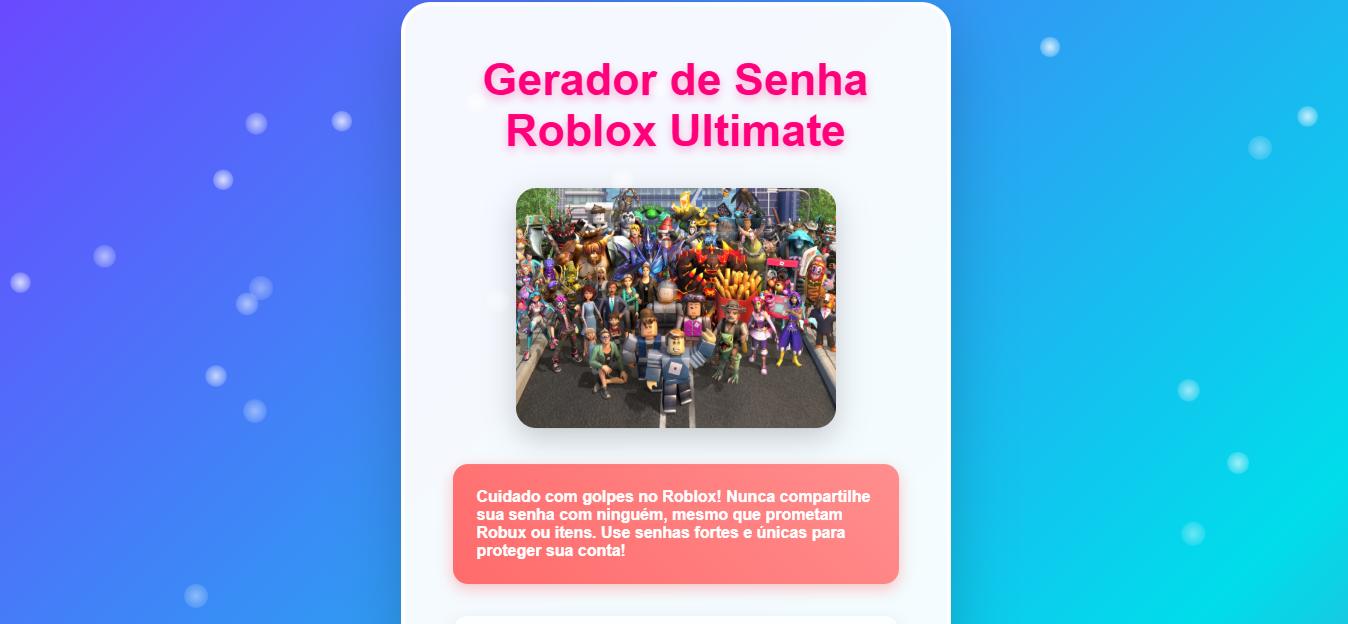 Gerador de Senha
Roblox Ultimate
Cuidado com golpes no Roblox! Nunca compartilhe
sua senha com ninguém, mesmo que prometam
Robux ou itens. Use senhas fortes e únicas para
proteger sua conta!